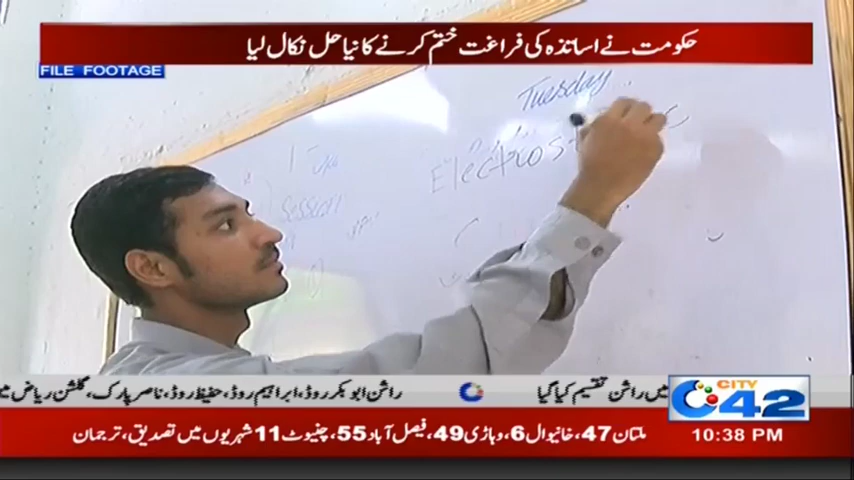 حکومت نے اساتذہ کی فراغت ختم کرنے کا نیا حل نکال لیا
FILE FOOTAGE
Tuesday
Electrost
Session
میں راشن تقسیم کیا گیا
راشن ابوبکر روڈ، ابراہیم روڈ، حفیظ روڈ، ناصر پارک، گلشن ریاض میں
CITY
42
ملتان 47، خانیوال 6، وہاڑی 49، فیصل آباد 55، چنیوٹ 11 شہریوں میں تصدیق، ترجمان
10:38 PM